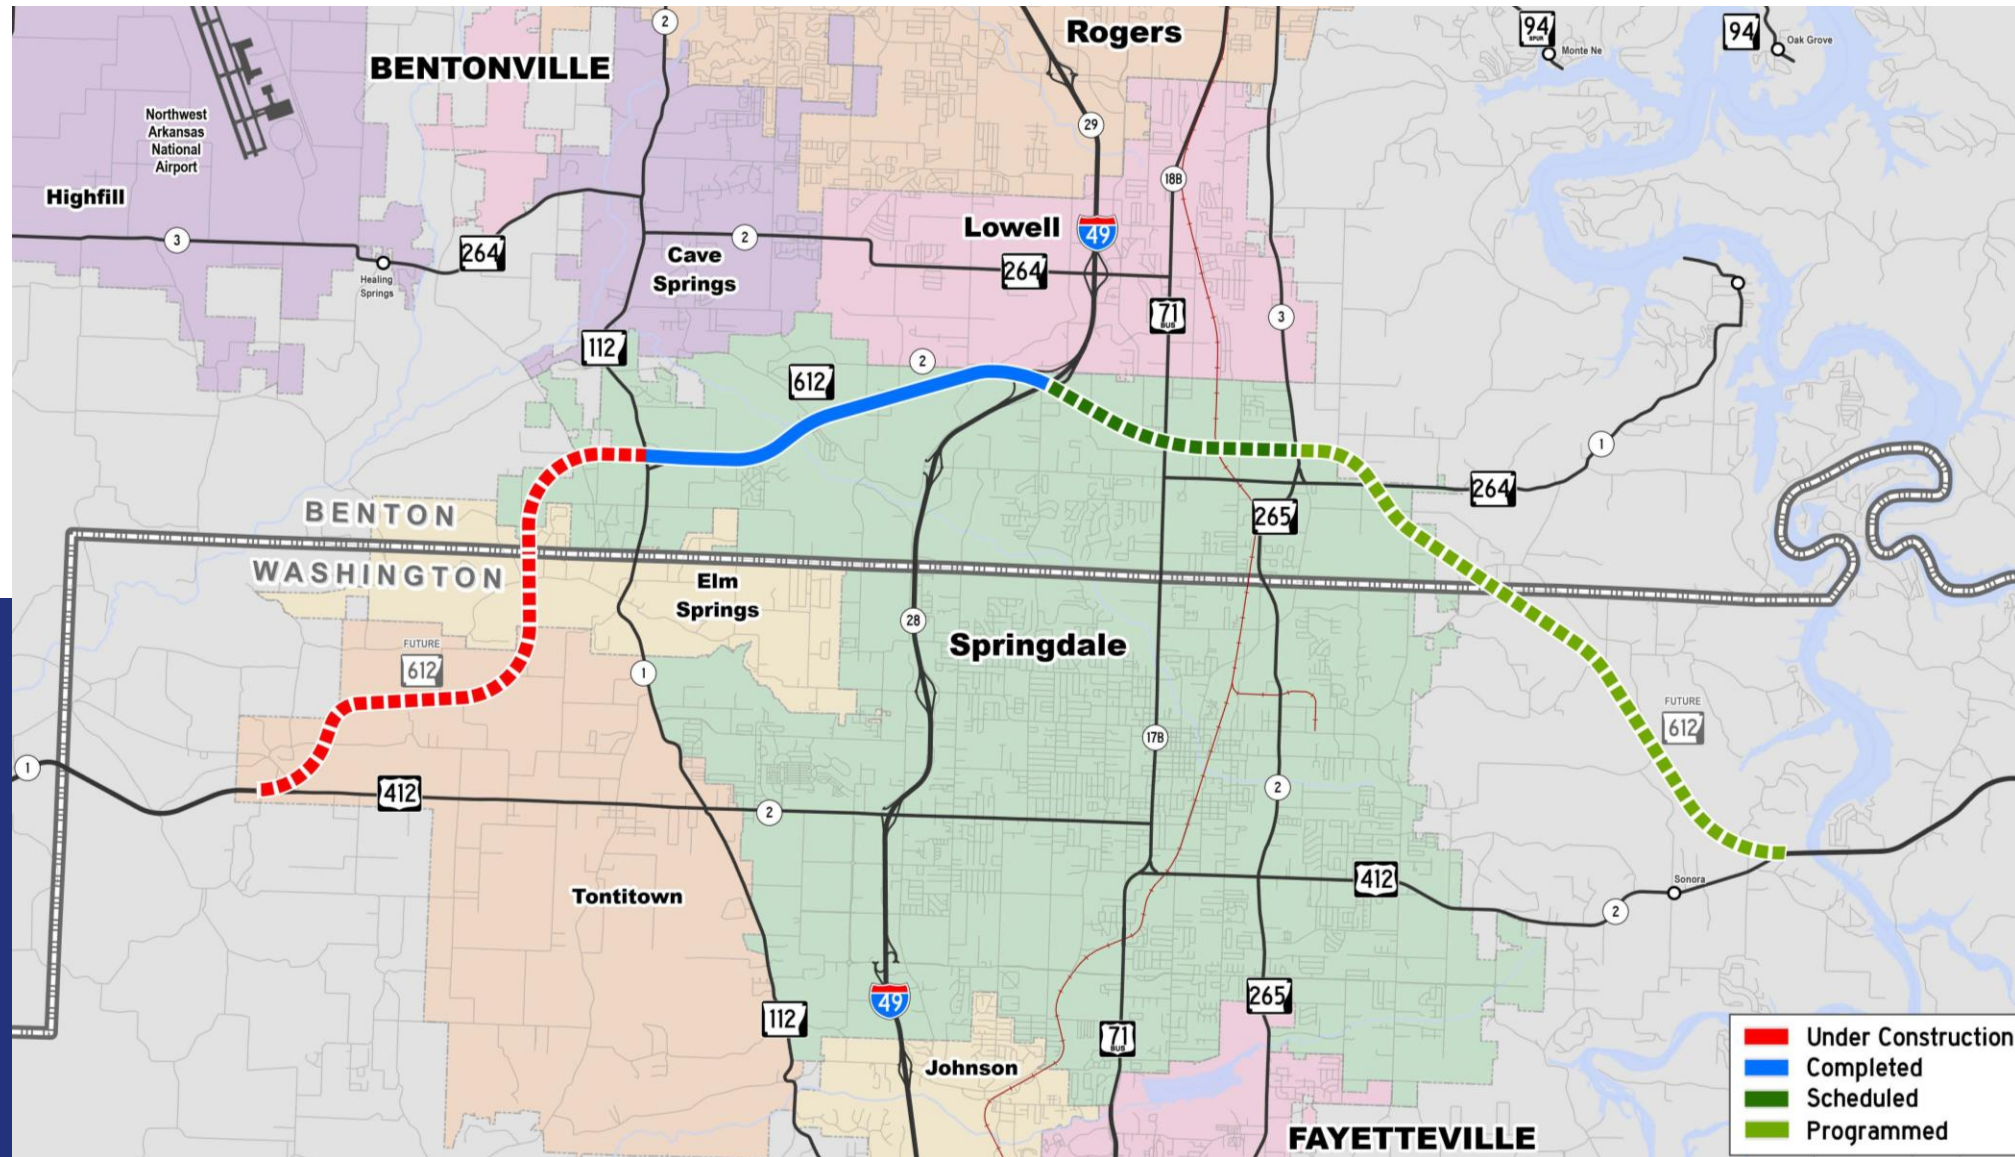 2
Rogers
94
SPUR
Monte Ne
94
Oak Grove
BENTONVILLE
Northwest
Arkansas
National
Airport
29
18B
Highfill
3
264
2
Lowell
49
Cave
Springs
264
Healing
Springs
71
BUS
3
112
2
612
1
264
265
BENTON
WASHINGTON
Elm
Springs
28
Springdale
FUTURE
612
1
FUTURE
612
17B
1
412
2
2
Tontitown
412
Sonora
2
112
49
265
71
BUS
Johnson
FAYETTEVILLE
Under Construction
Completed
Scheduled
Programmed